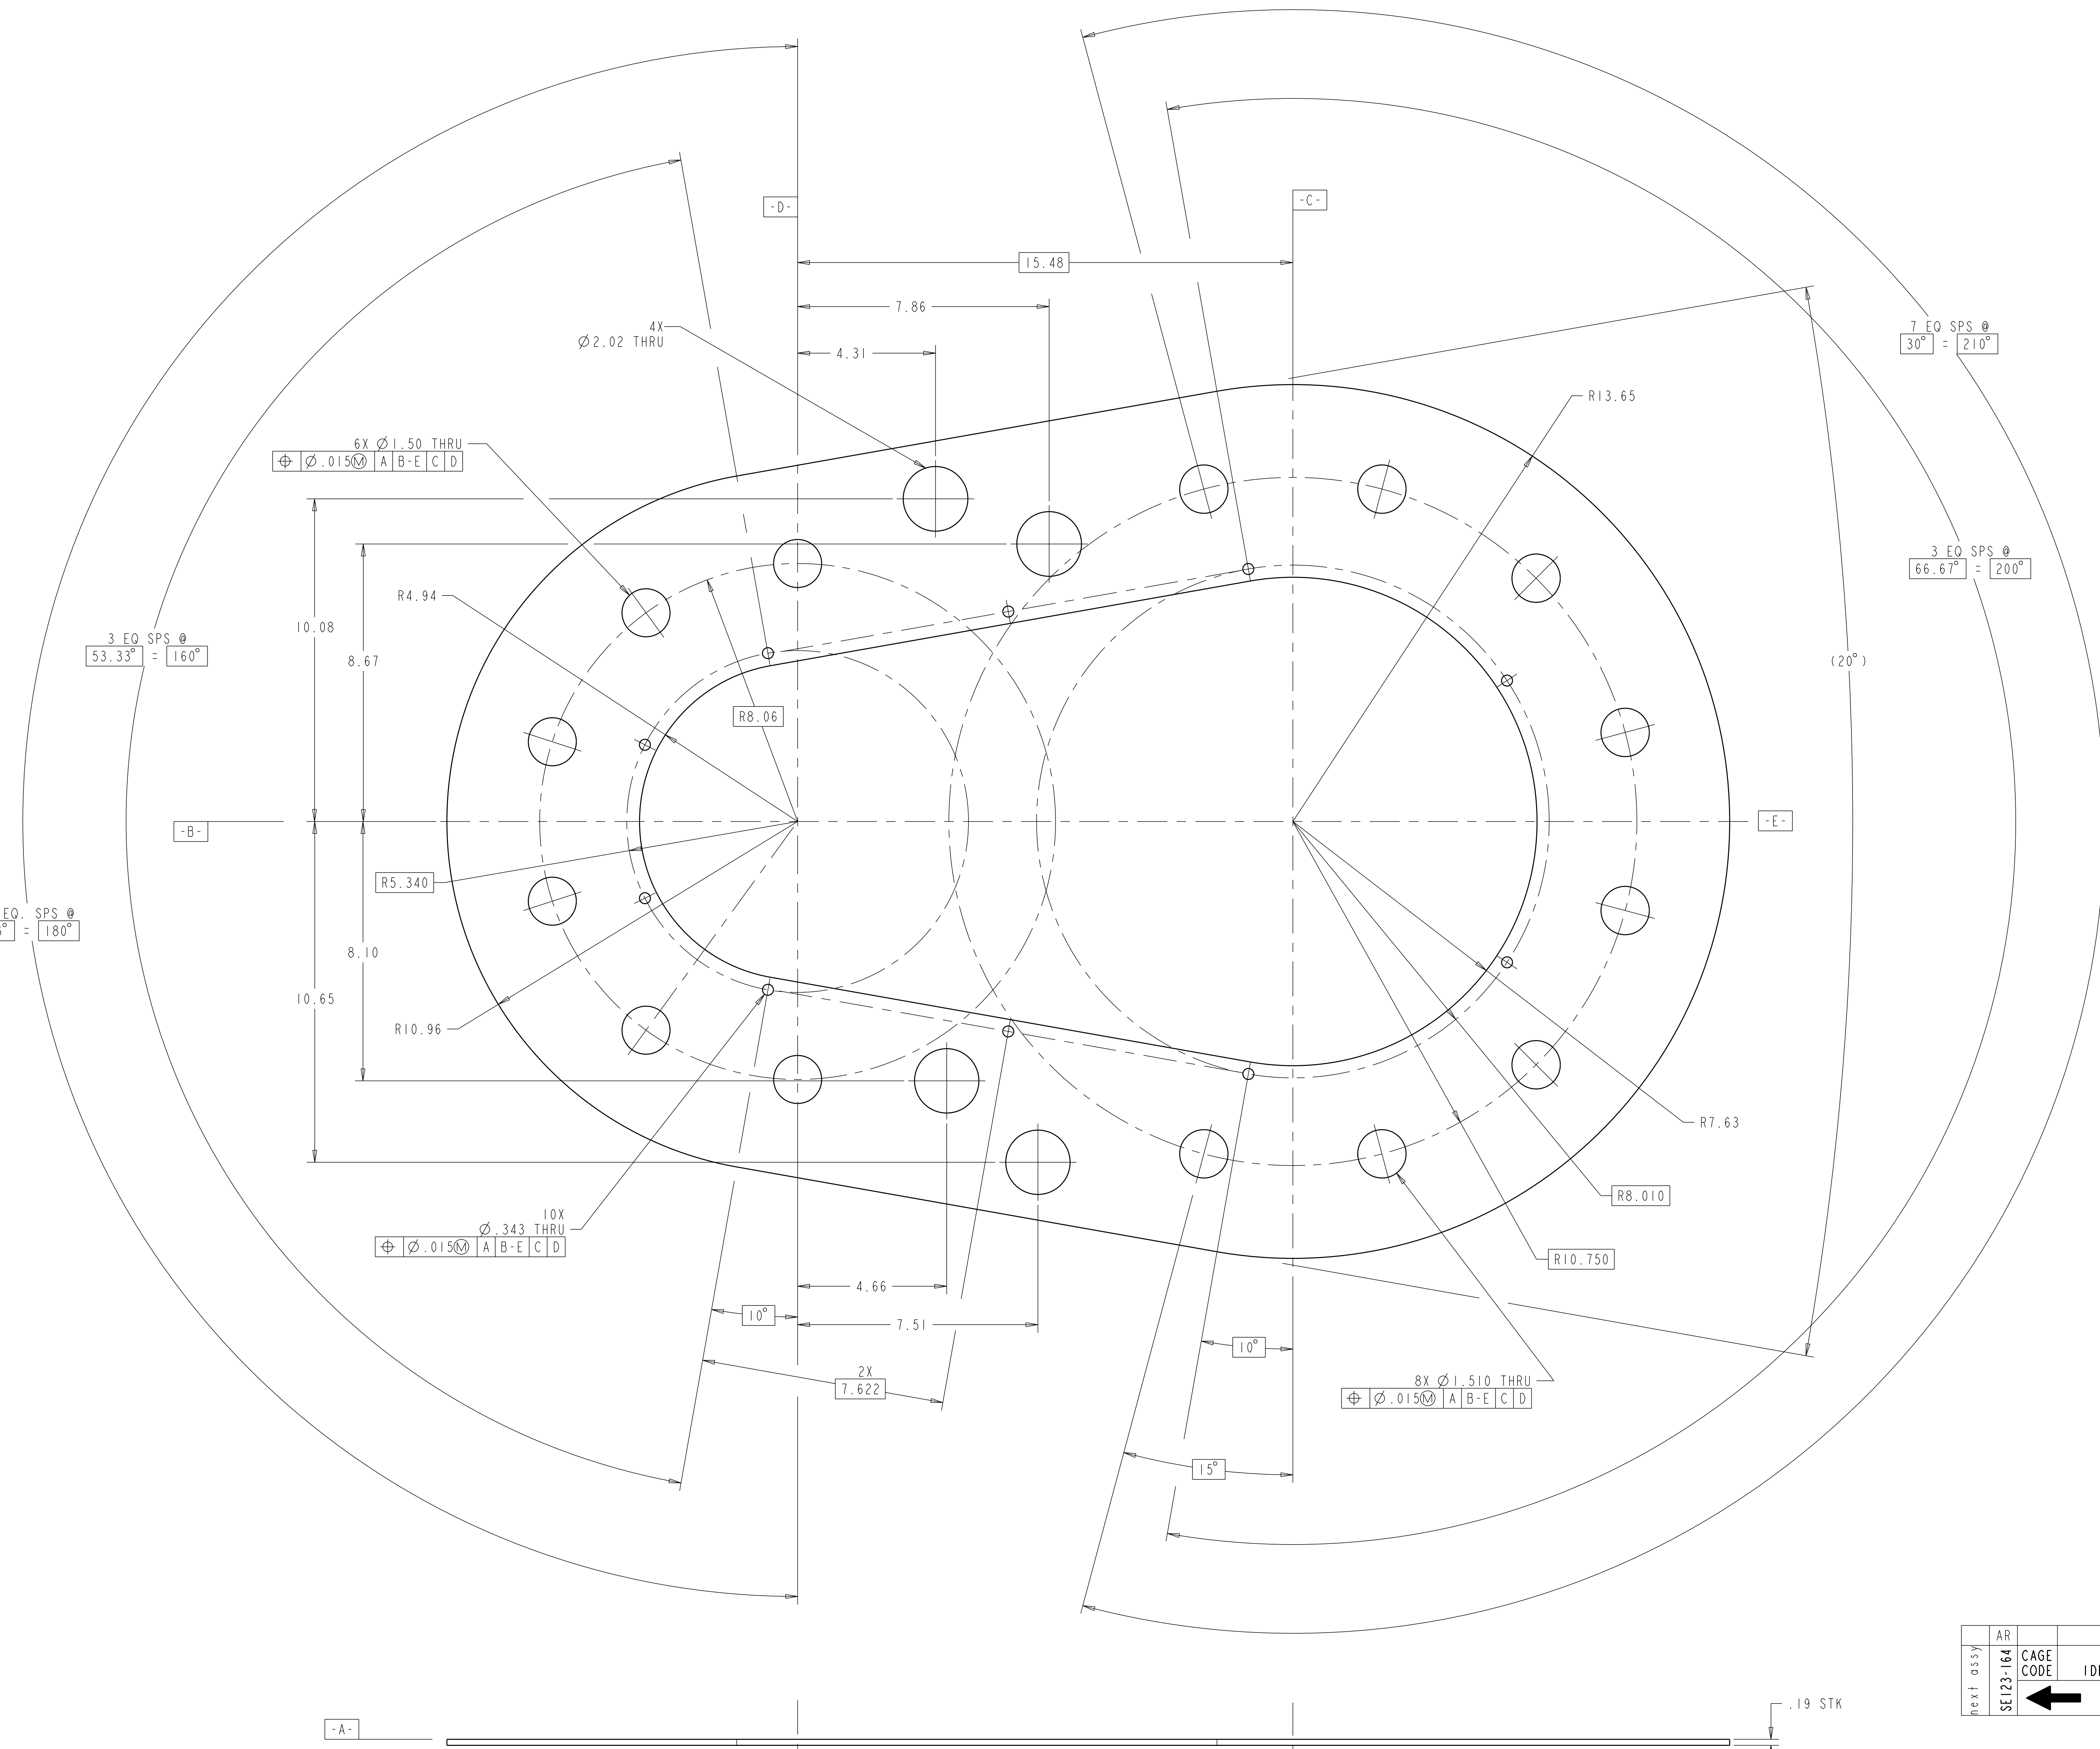 -D-
-C-
15.48
7.86
4X
Ø2.02 THRU
4.31
7 EQ SPS @
30° = 210°
R13.65
6X Ø1.50 THRU
⌖ Ø.015Ⓜ A B-E C D
3 EQ SPS @
66.67° = 200°
R4.94
10.08
3 EQ SPS @
53.33° = 160°
8.67
(20°)
R8.06
-B-
-E-
R5.340
EQ. SPS @
= 180°
8.10
10.65
R10.96
R7.63
R8.010
10X
Ø.343 THRU
⌖ Ø.015Ⓜ A B-E C D
R10.750
4.66
10°
7.51
10°
2X
7.622
8X Ø1.510 THRU
⌖ Ø.015Ⓜ A B-E C D
15°
AR
next assy
SE123-164
CAGE
CODE
.19 STK
-A-